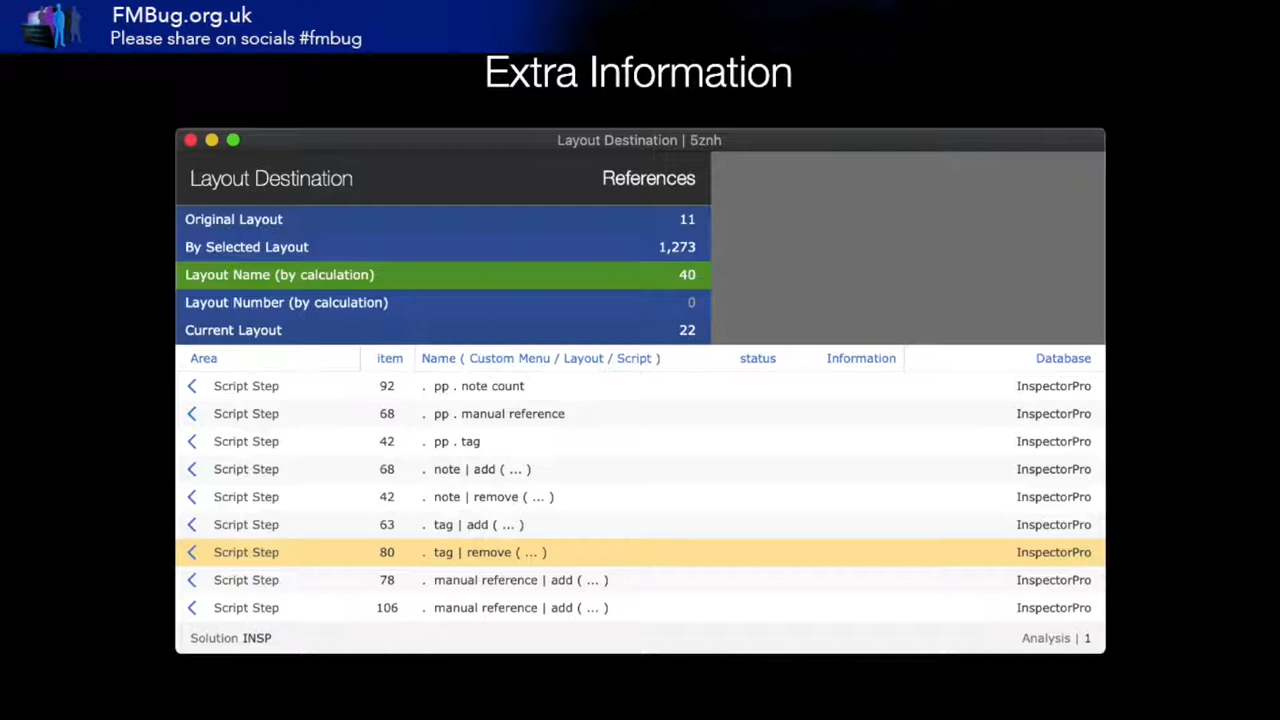 FMBug.org.uk
Please share on socials #fmbug
Extra Information
Layout Destination | 5znh
Layout Destination References
Original Layout 11
By Selected Layout 1,273
Layout Name (by calculation) 40
Layout Number (by calculation) 0
Current Layout 22
Area item Name ( Custom Menu / Layout / Script ) status Information Database
Script Step 92 . pp . note count InspectorPro
Script Step 68 . pp . manual reference InspectorPro
Script Step 42 . pp . tag InspectorPro
Script Step 68 . note | add ( ... ) InspectorPro
Script Step 42 . note | remove ( ... ) InspectorPro
Script Step 63 . tag | add ( ... ) InspectorPro
Script Step 80 . tag | remove ( ... ) InspectorPro
Script Step 78 . manual reference | add ( ... ) InspectorPro
Script Step 106 . manual reference | add ( ... ) InspectorPro
Solution INSP Analysis | 1